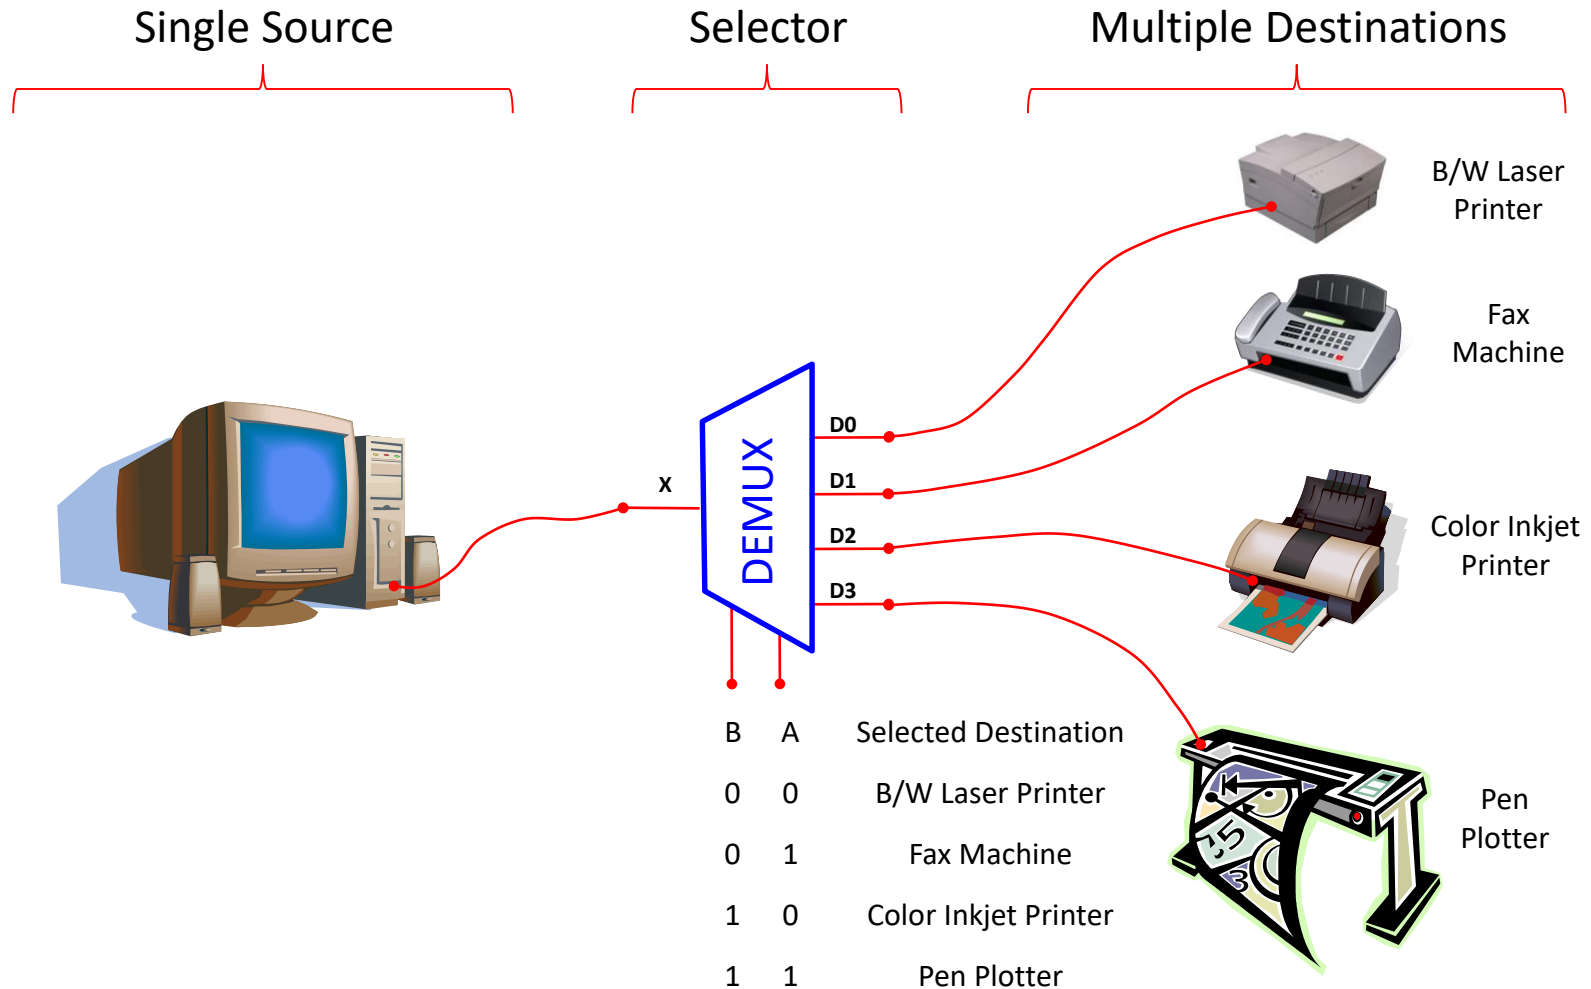 Single Source
Selector
Multiple Destinations
B/W Laser
Printer
Fax
Machine
Color Inkjet
Printer
Pen
Plotter
X
DEMUX
D0
D1
D2
D3
B A Selected Destination
0 0 B/W Laser Printer
0 1 Fax Machine
1 0 Color Inkjet Printer
1 1 Pen Plotter